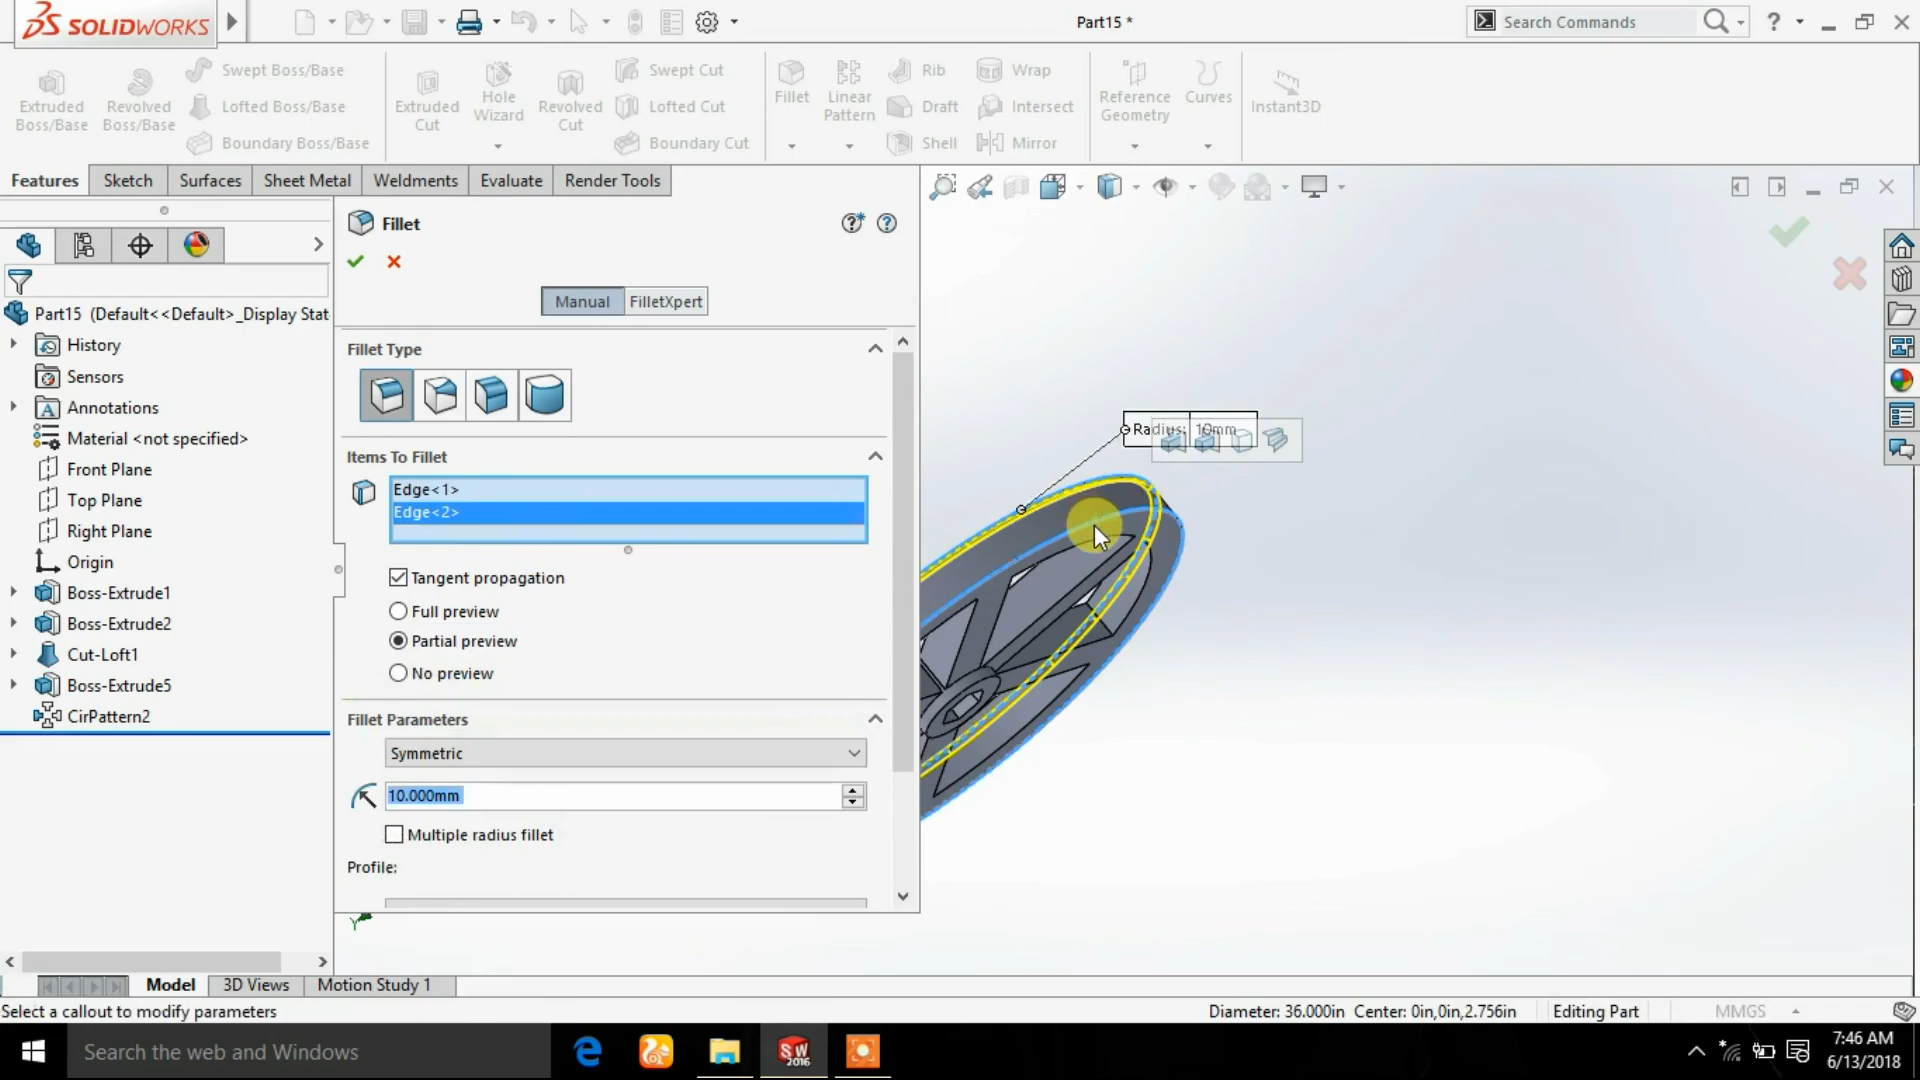 SOLIDWORKS
Part15 *
Search Commands
?
Extruded Boss/Base
Revolved Boss/Base
Swept Boss/Base
Lofted Boss/Base
Boundary Boss/Base
Extruded Cut
Hole Wizard
Revolved Cut
Swept Cut
Lofted Cut
Boundary Cut
Fillet
Linear Pattern
Rib
Draft
Shell
Wrap
Intersect
Mirror
Reference Geometry
Curves
Instant3D
Features
Sketch
Surfaces
Sheet Metal
Weldments
Evaluate
Render Tools
Part15 (Default<<Default>_Display Stat
History
Sensors
Annotations
Material <not specified>
Front Plane
Top Plane
Right Plane
Origin
Boss-Extrude1
Boss-Extrude2
Cut-Loft1
Boss-Extrude5
CirPattern2
Fillet
Manual
FilletXpert
Fillet Type
Items To Fillet
Edge<1>
Edge<2>
Tangent propagation
Full preview
Partial preview
No preview
Fillet Parameters
Symmetric
10.000mm
Multiple radius fillet
Profile:
Radius: 10mm
Y
Model
3D Views
Motion Study 1
Select a callout to modify parameters
Diameter: 36.000in Center: 0in,0in,2.756in
Editing Part
MMGS
Search the web and Windows
SW
2016
7:46 AM
6/13/2018